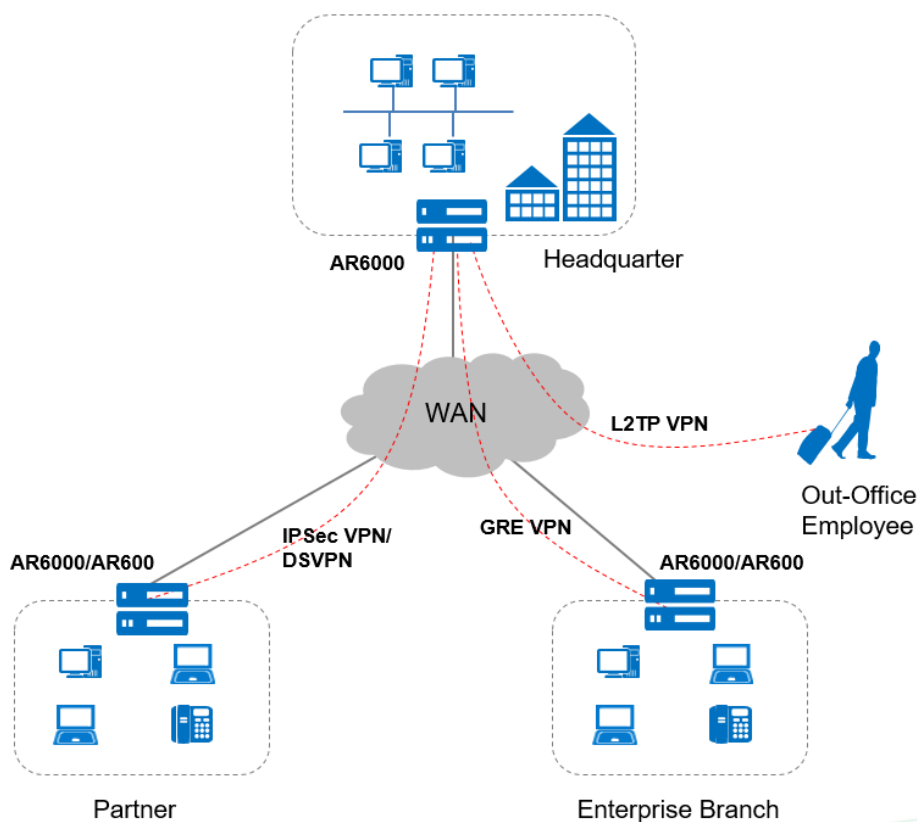 AR6000
Headquarter
WAN
L2TP VPN
Out-Office
Employee
IPSec VPN/
DSVPN
GRE VPN
AR6000/AR600
AR6000/AR600
Partner
Enterprise Branch